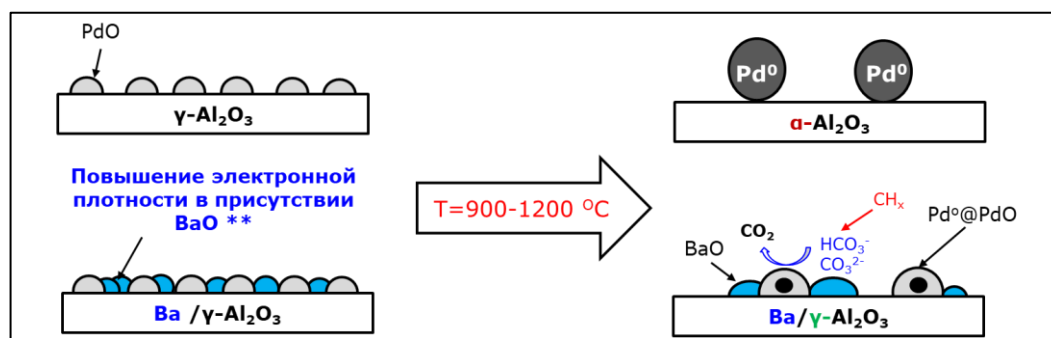 PdO
γ-Al₂O₃
Повышение электронной
плотности в присутствии
BaO **
Ba /γ-Al₂O₃
T=900-1200 ᴼC
Pd⁰
Pd⁰
α-Al₂O₃
CHₓ
Pd⁰@PdO
CO₂
HCO₃⁻
CO₃²⁻
BaO
Ba/γ-Al₂O₃